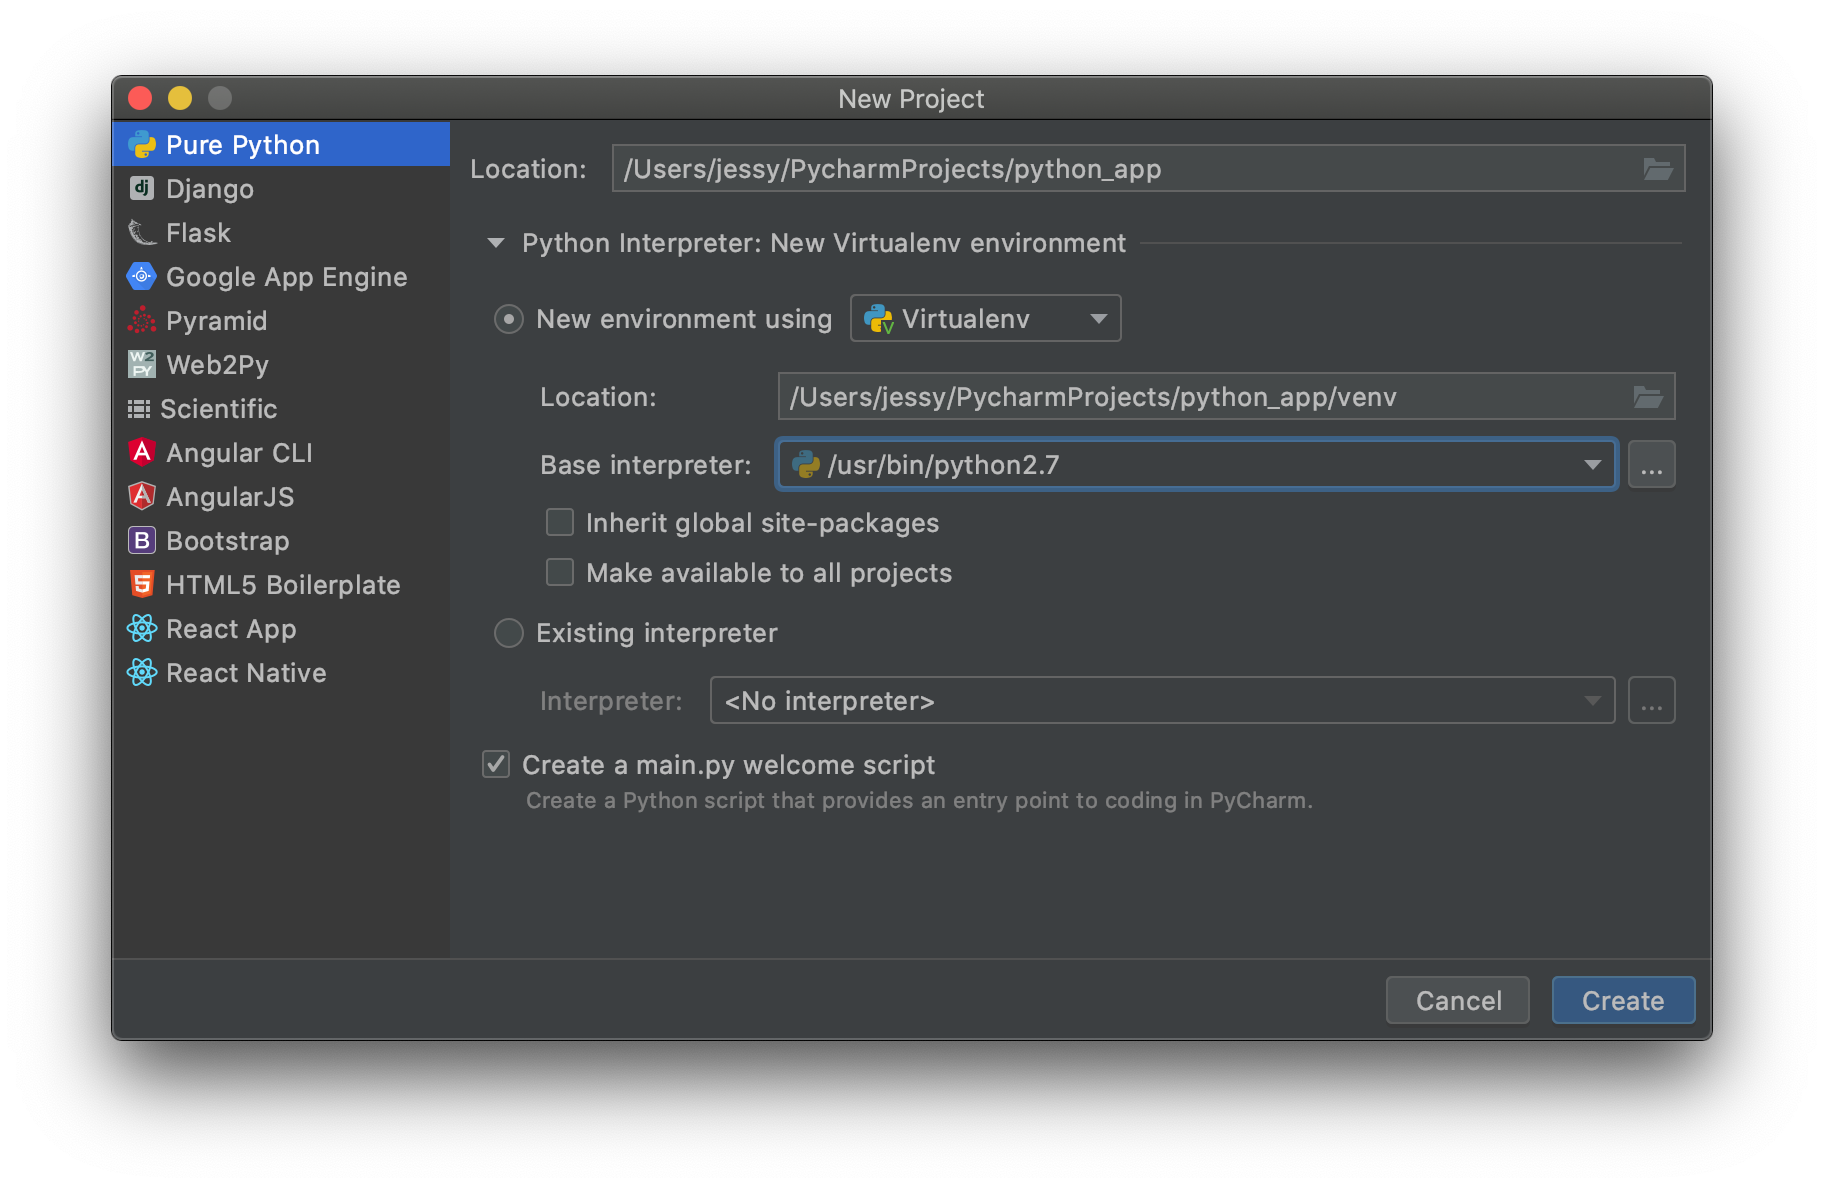 New Project
Pure Python
dj Django
Flask
Google App Engine
Pyramid
W2PY Web2Py
Scientific
A Angular CLI
A AngularJS
B Bootstrap
5 HTML5 Boilerplate
React App
React Native
Location: /Users/jessy/PycharmProjects/python_app
Python Interpreter: New Virtualenv environment
New environment using V Virtualenv
Location: /Users/jessy/PycharmProjects/python_app/venv
Base interpreter: /usr/bin/python2.7 ...
Inherit global site-packages
Make available to all projects
Existing interpreter
Interpreter: <No interpreter> ...
Create a main.py welcome script
Create a Python script that provides an entry point to coding in PyCharm.
Cancel Create